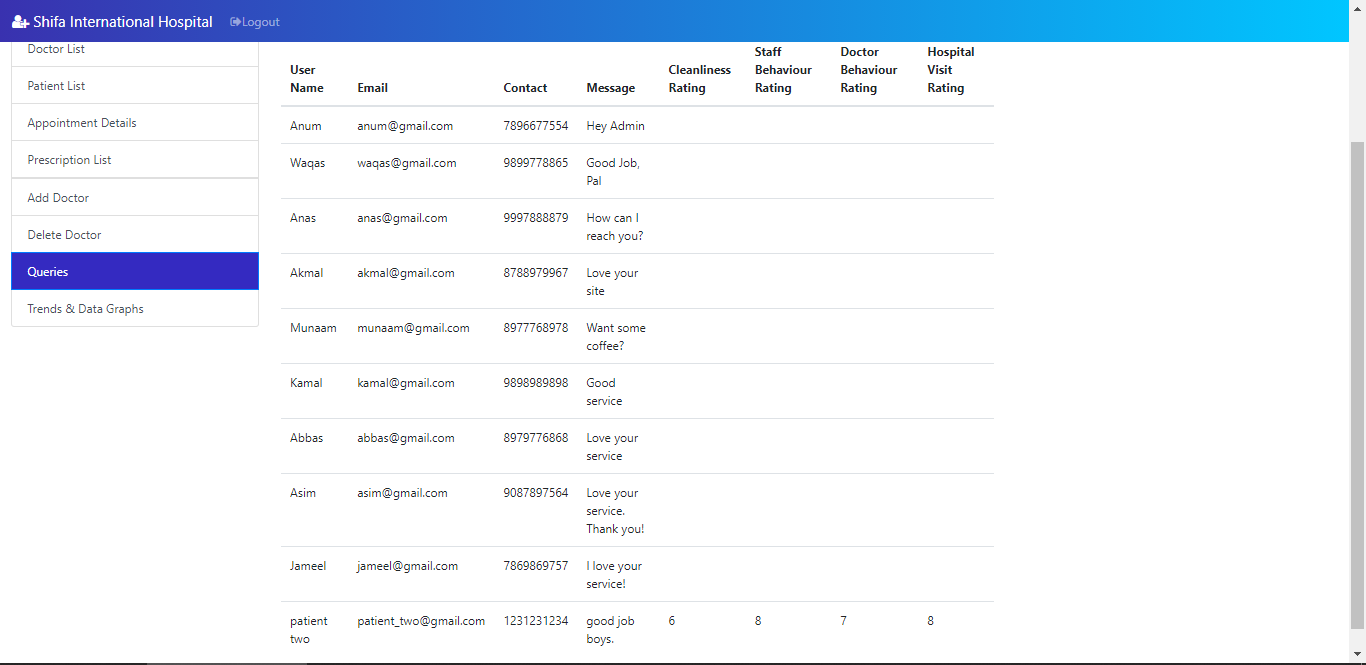 Shifa International Hospital Logout
Doctor List
Patient List
Appointment Details
Prescription List
Add Doctor
Delete Doctor
Queries
Trends & Data Graphs
User Name Email Contact Message Cleanliness Rating Staff Behaviour Rating Doctor Behaviour Rating Hospital Visit Rating
Anum anum@gmail.com 7896677554 Hey Admin
Waqas waqas@gmail.com 9899778865 Good Job,
Pal
Anas anas@gmail.com 9997888879 How can I
reach you?
Akmal akmal@gmail.com 8788979967 Love your
site
Munaam munaam@gmail.com 8977768978 Want some
coffee?
Kamal kamal@gmail.com 9898989898 Good
service
Abbas abbas@gmail.com 8979776868 Love your
service
Asim asim@gmail.com 9087897564 Love your
service.
Thank you!
Jameel jameel@gmail.com 7869869757 I love your
service!
patient patient_two@gmail.com 1231231234 good job 6 8 7 8
two boys.